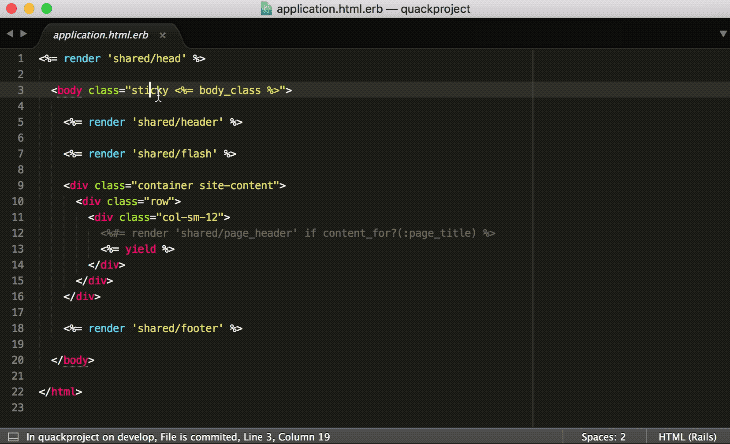 application.html.erb — quackproject
application.html.erb ×
1 <%= render 'shared/head' %>
2
3 <body class="sticky <%= body_class %>">
4
5 <%= render 'shared/header' %>
6
7 <%= render 'shared/flash' %>
8
9 <div class="container site-content">
10 <div class="row">
11 <div class="col-sm-12">
12 <%#= render 'shared/page_header' if content_for?(:page_title) %>
13 <%= yield %>
14 </div>
15 </div>
16 </div>
17
18 <%= render 'shared/footer' %>
19
20 </body>
21
22 </html>
23
In quackproject on develop, File is commited, Line 3, Column 19 Spaces: 2 HTML (Rails)